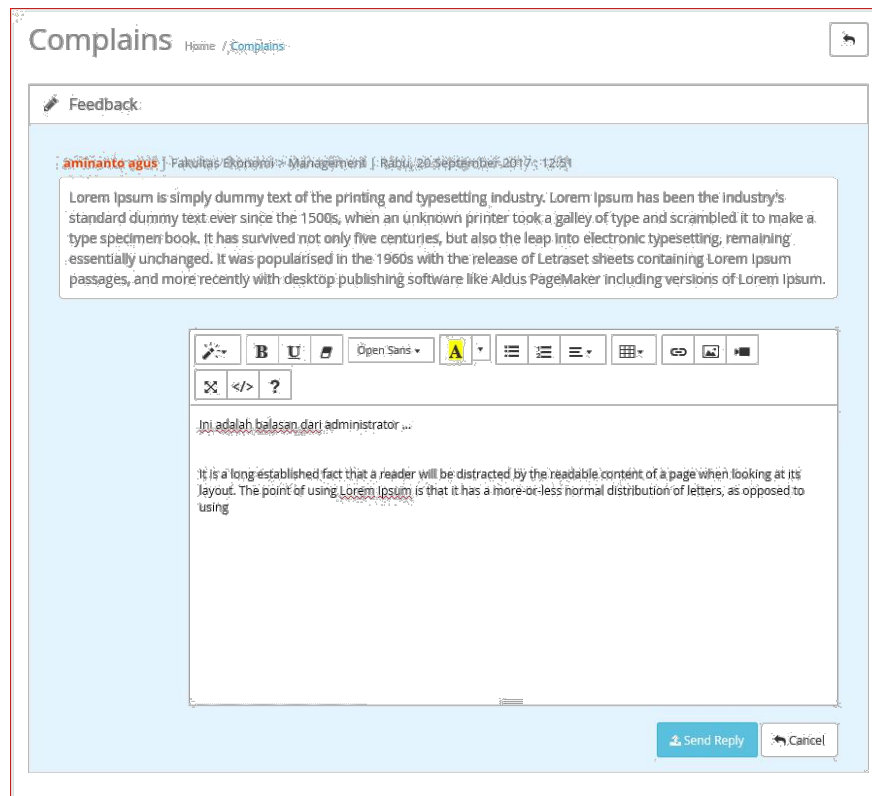 Complains Home / Complains
Feedback
aminanto agus | Fakultas Ekonomi > Management | Rabu, 20 September 2017 : 12:51
Lorem Ipsum is simply dummy text of the printing and typesetting industry. Lorem Ipsum has been the industry's
standard dummy text ever since the 1500s, when an unknown printer took a galley of type and scrambled it to make a
type specimen book. It has survived not only five centuries, but also the leap into electronic typesetting, remaining
essentially unchanged. It was popularised in the 1960s with the release of Letraset sheets containing Lorem Ipsum
passages, and more recently with desktop publishing software like Aldus PageMaker including versions of Lorem Ipsum.
B U Open Sans A
</> ?
Ini adalah balasan dari administrator ...
It is a long established fact that a reader will be distracted by the readable content of a page when looking at its
layout. The point of using Lorem Ipsum is that it has a more-or-less normal distribution of letters, as opposed to
using
Send Reply Cancel